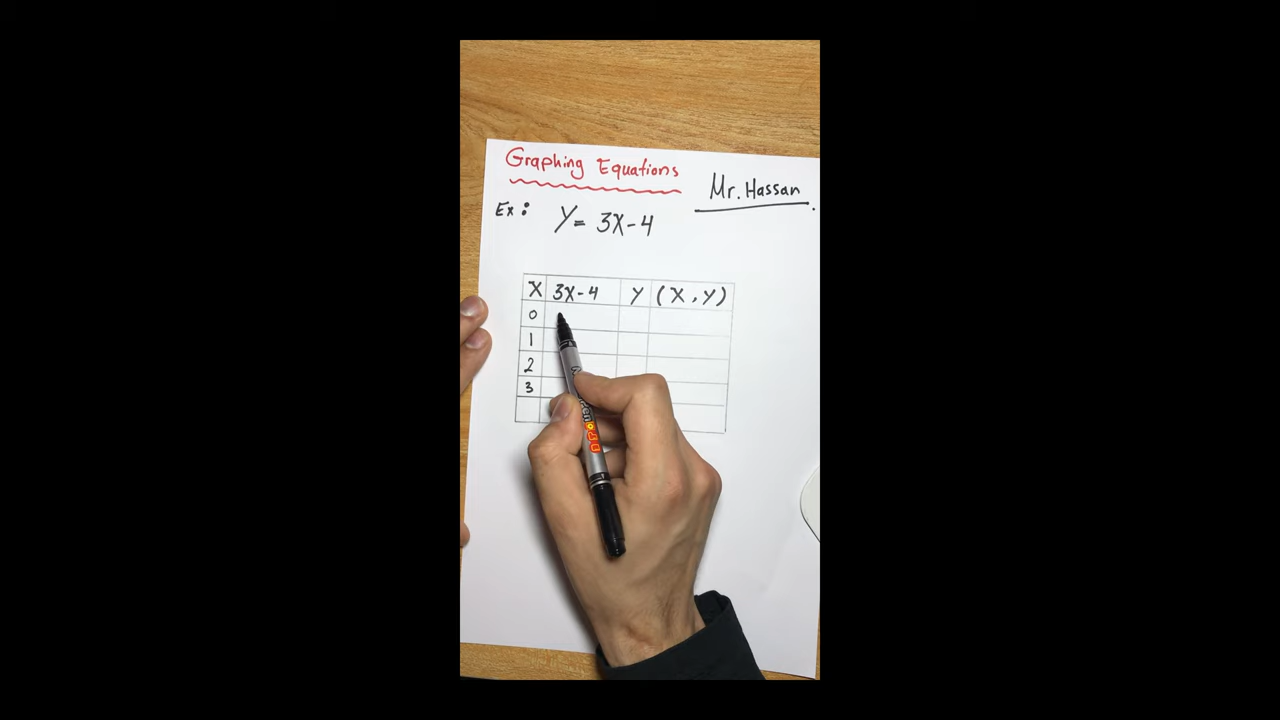 Graphing Equations
Mr. Hassan
Ex: Y = 3X - 4
X 3X - 4 Y (X, Y)
0
1
2
3